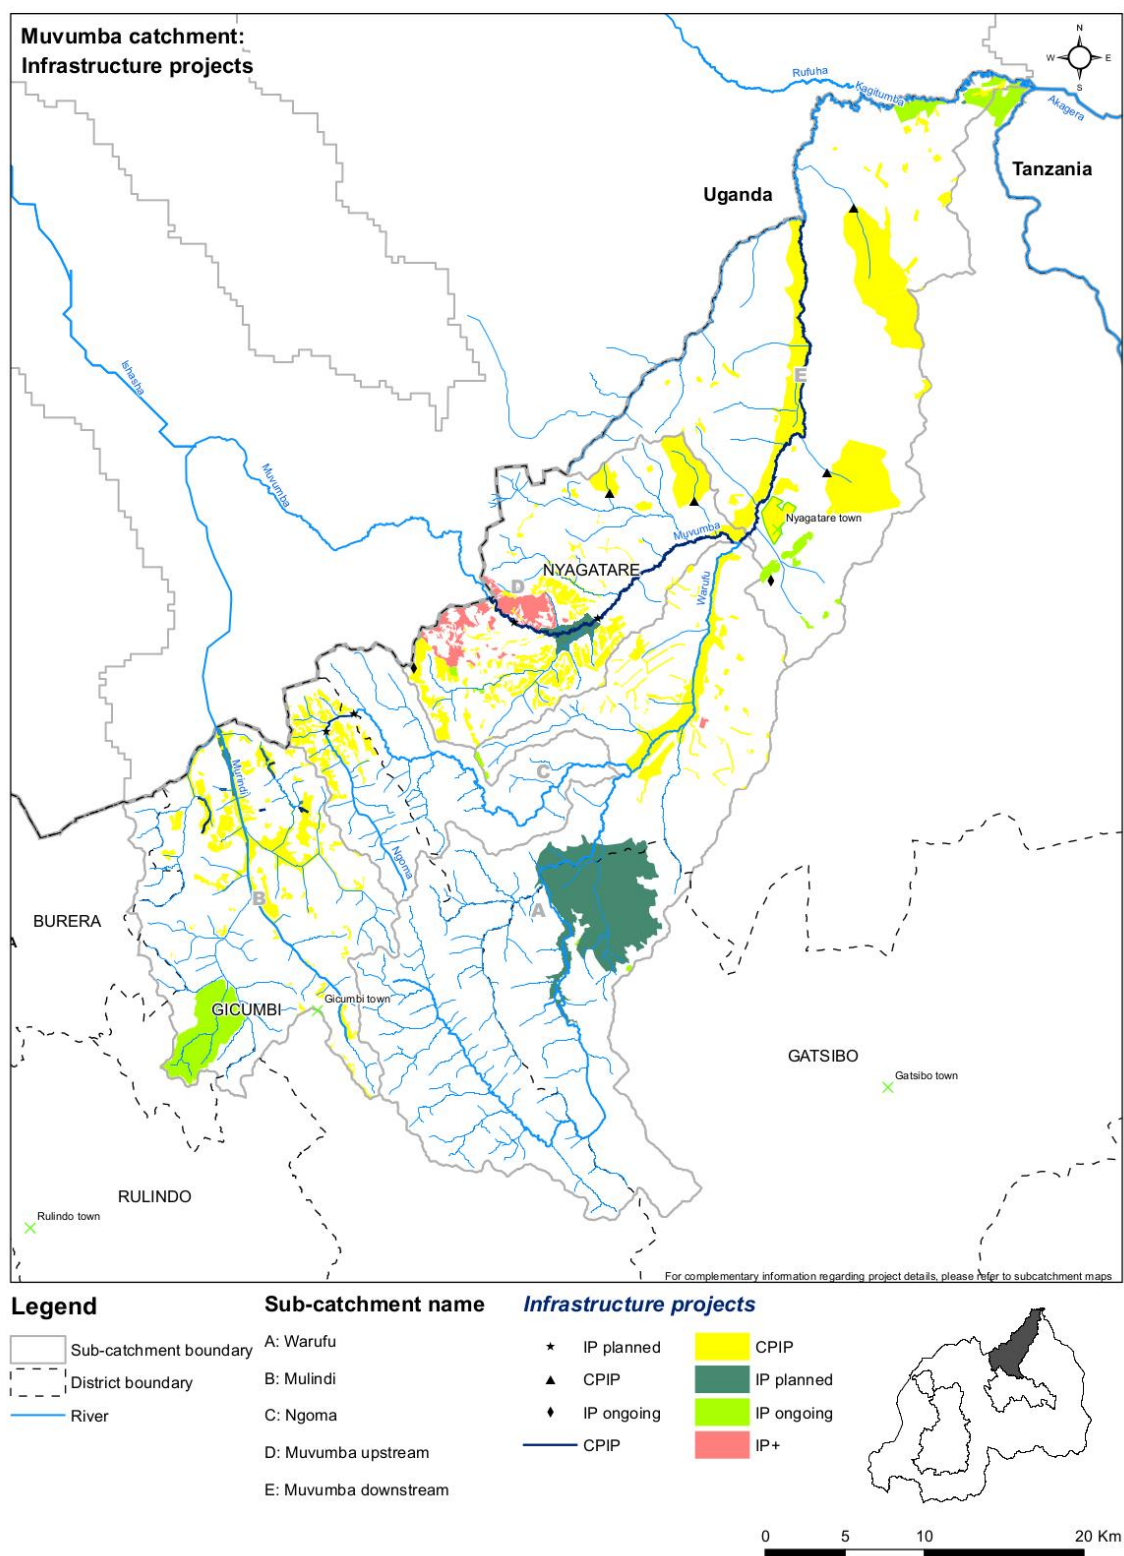 Muvumba catchment:
Infrastructure projects
N
W
E
S
Rufuha
Kagitumba
Akagera
Tanzania
Uganda
Ishasha
E
Muvumba
Nyagatare town
Muvumba
NYAGATARE
D
Warufu
C
Murindi
Ngoma
B
A
BURERA
A
Gicumbi town
GICUMBI
GATSIBO
Gatsibo town
RULINDO
Rulindo town
For complementary information regarding project details, please refer to subcatchment maps
Legend
Sub-catchment boundary
District boundary
River
Sub-catchment name
A: Warufu
B: Mulindi
C: Ngoma
D: Muvumba upstream
E: Muvumba downstream
Infrastructure projects
IP planned
CPIP
IP ongoing
CPIP
CPIP
IP planned
IP ongoing
IP+
0 5 10 20 Km